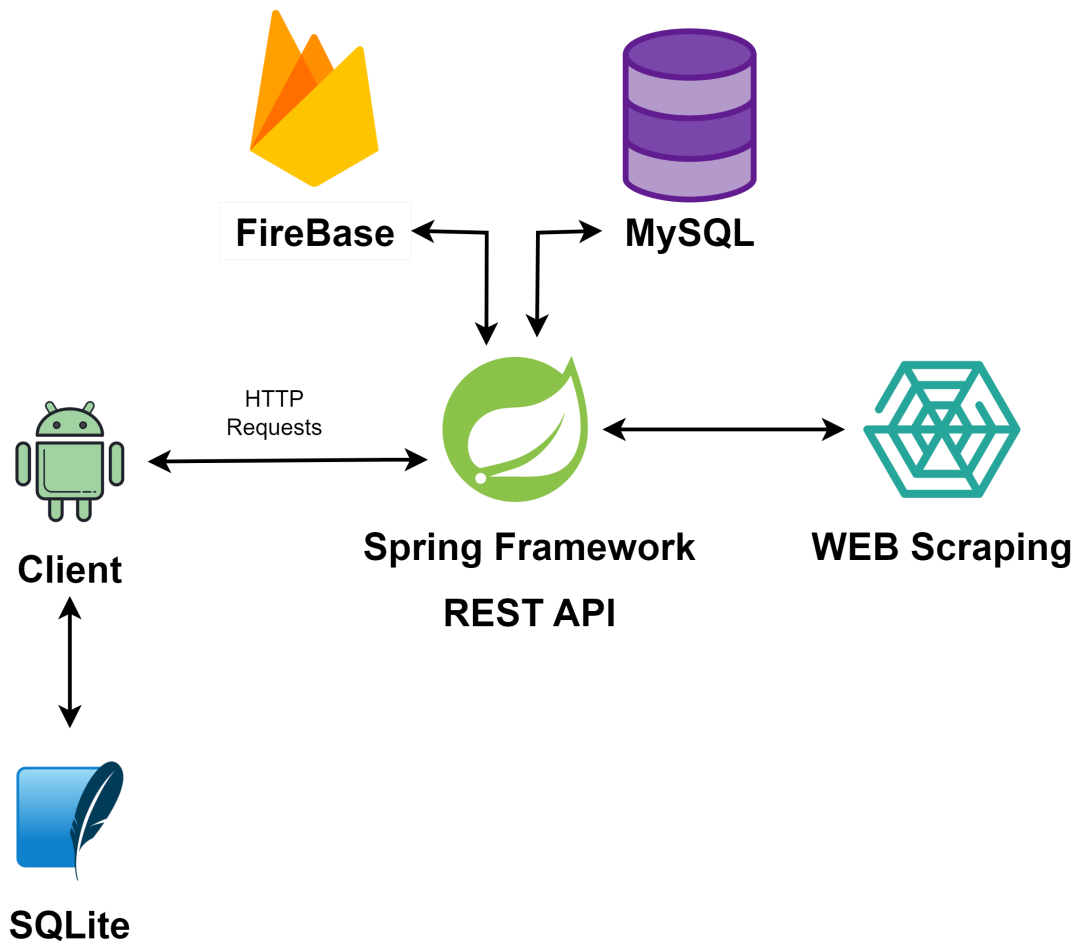 FireBase
MySQL
HTTP
Requests
Client
Spring Framework
REST API
WEB Scraping
SQLite